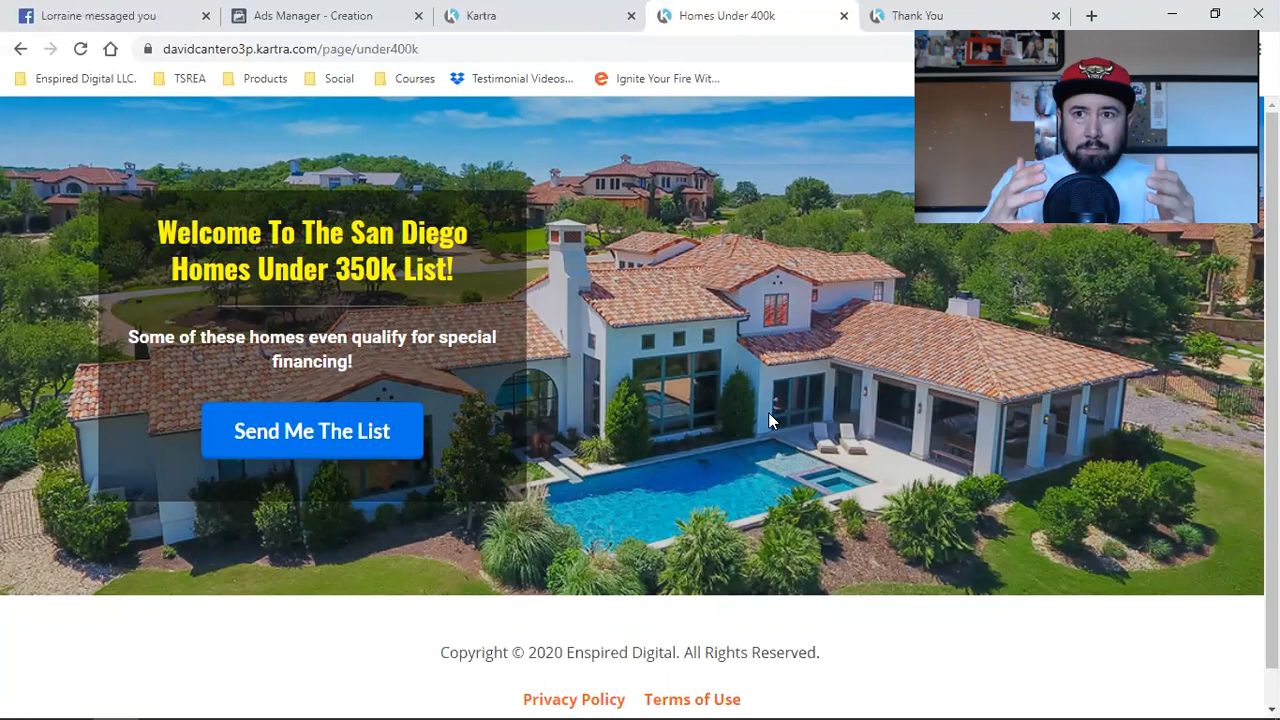 Lorraine messaged you
Ads Manager - Creation
Kartra
Homes Under 400k
Thank You
davidcantero3p.kartra.com/page/under400k
Enspired Digital LLC.
TSREA
Products
Social
Courses
Testimonial Videos...
Ignite Your Fire Wit...
Welcome To The San Diego
Homes Under 350k List!
Some of these homes even qualify for special
financing!
Send Me The List
Copyright © 2020 Enspired Digital. All Rights Reserved.
Privacy Policy Terms of Use